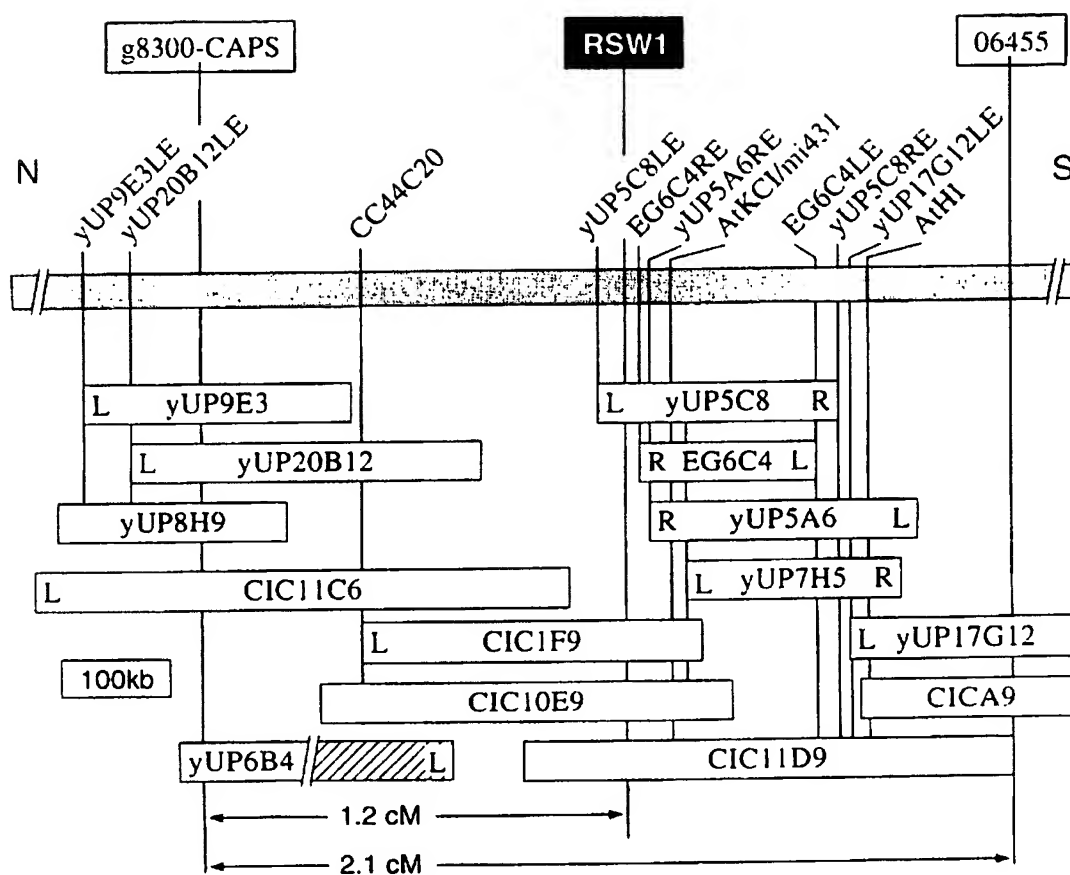 g8300-CAPS
RSW1
06455
N
S
yUP9E3LE
yUP20B12LE
CC44C20
yUP5C8LE
EG6C4RE
yUP5A6RE
AtKCI/mi431
EG6C4LE
yUP5C8RE
yUP17G12LE
AtHI
L yUP9E3
L yUP5C8 R
L yUP20B12
R EG6C4 L
yUP8H9
R yUP5A6 L
L CIC11C6
L yUP7H5 R
L CIC1F9
L yUP17G12
100kb
CIC10E9
CICA9
yUP6B4 L
CIC11D9
1.2 cM
2.1 cM